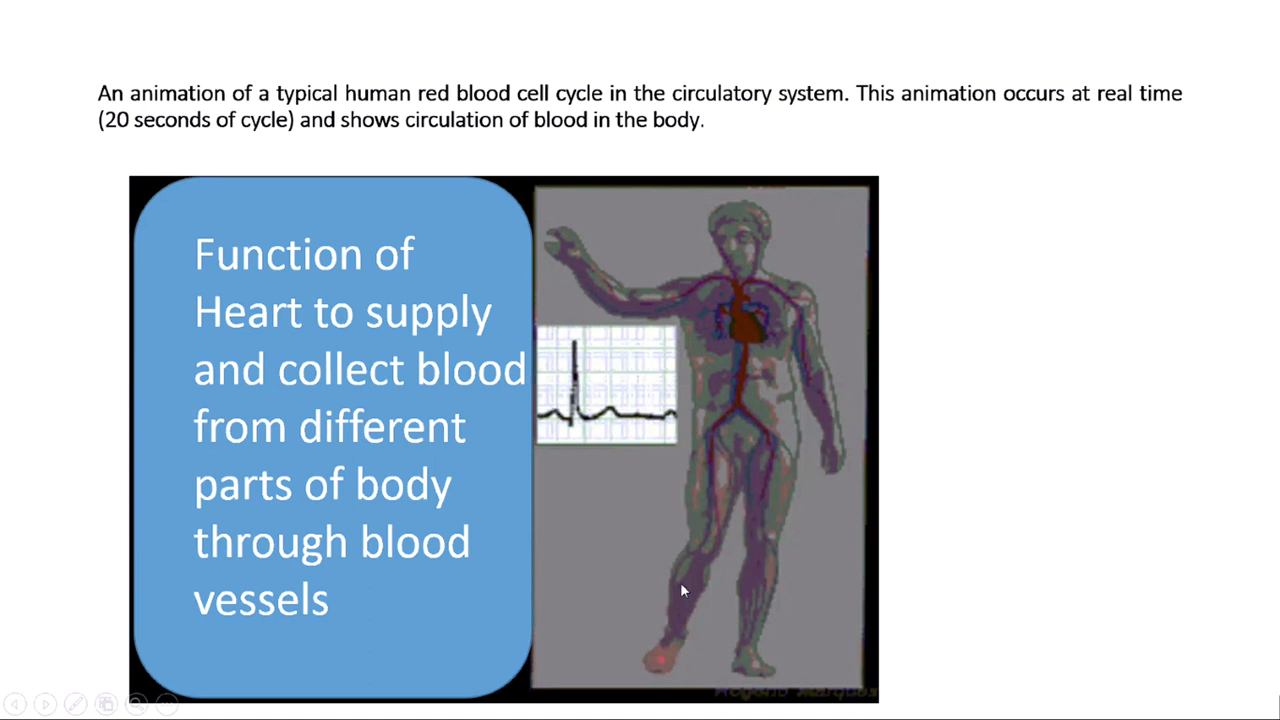 An animation of a typical human red blood cell cycle in the circulatory system. This animation occurs at real time
(20 seconds of cycle) and shows circulation of blood in the body.
Function of
Heart to supply
and collect blood
from different
parts of body
through blood
vessels